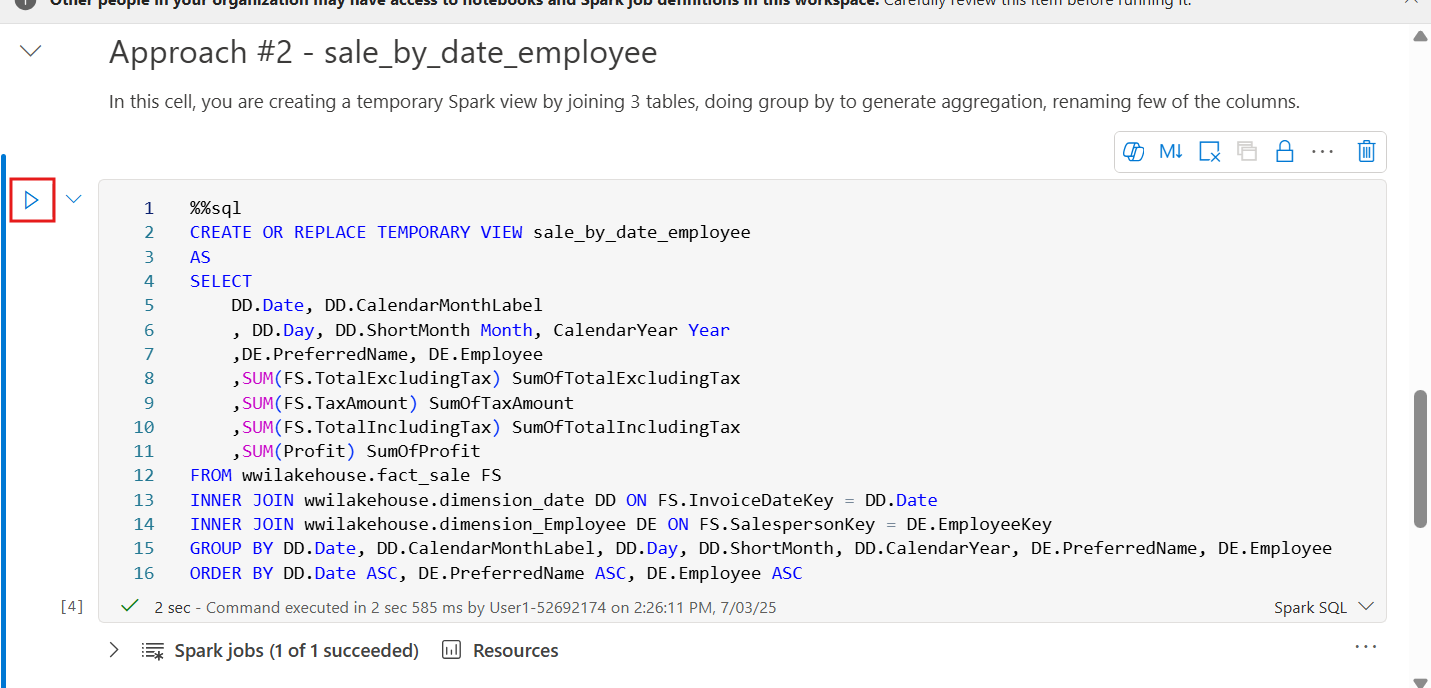 Other people in your organization may have access to notebooks and Spark job definitions in this workspace. Carefully review this item before running it.
Approach #2 - sale_by_date_employee
In this cell, you are creating a temporary Spark view by joining 3 tables, doing group by to generate aggregation, renaming few of the columns.
M↓
1 %%sql
2 CREATE OR REPLACE TEMPORARY VIEW sale_by_date_employee
3 AS
4 SELECT
5     DD.Date, DD.CalendarMonthLabel
6     , DD.Day, DD.ShortMonth Month, CalendarYear Year
7     ,DE.PreferredName, DE.Employee
8     ,SUM(FS.TotalExcludingTax) SumOfTotalExcludingTax
9     ,SUM(FS.TaxAmount) SumOfTaxAmount
10     ,SUM(FS.TotalIncludingTax) SumOfTotalIncludingTax
11     ,SUM(Profit) SumOfProfit
12 FROM wwilakehouse.fact_sale FS
13 INNER JOIN wwilakehouse.dimension_date DD ON FS.InvoiceDateKey = DD.Date
14 INNER JOIN wwilakehouse.dimension_Employee DE ON FS.SalespersonKey = DE.EmployeeKey
15 GROUP BY DD.Date, DD.CalendarMonthLabel, DD.Day, DD.ShortMonth, DD.CalendarYear, DE.PreferredName, DE.Employee
16 ORDER BY DD.Date ASC, DE.PreferredName ASC, DE.Employee ASC
[4] 2 sec - Command executed in 2 sec 585 ms by User1-52692174 on 2:26:11 PM, 7/03/25 Spark SQL
Spark jobs (1 of 1 succeeded) Resources